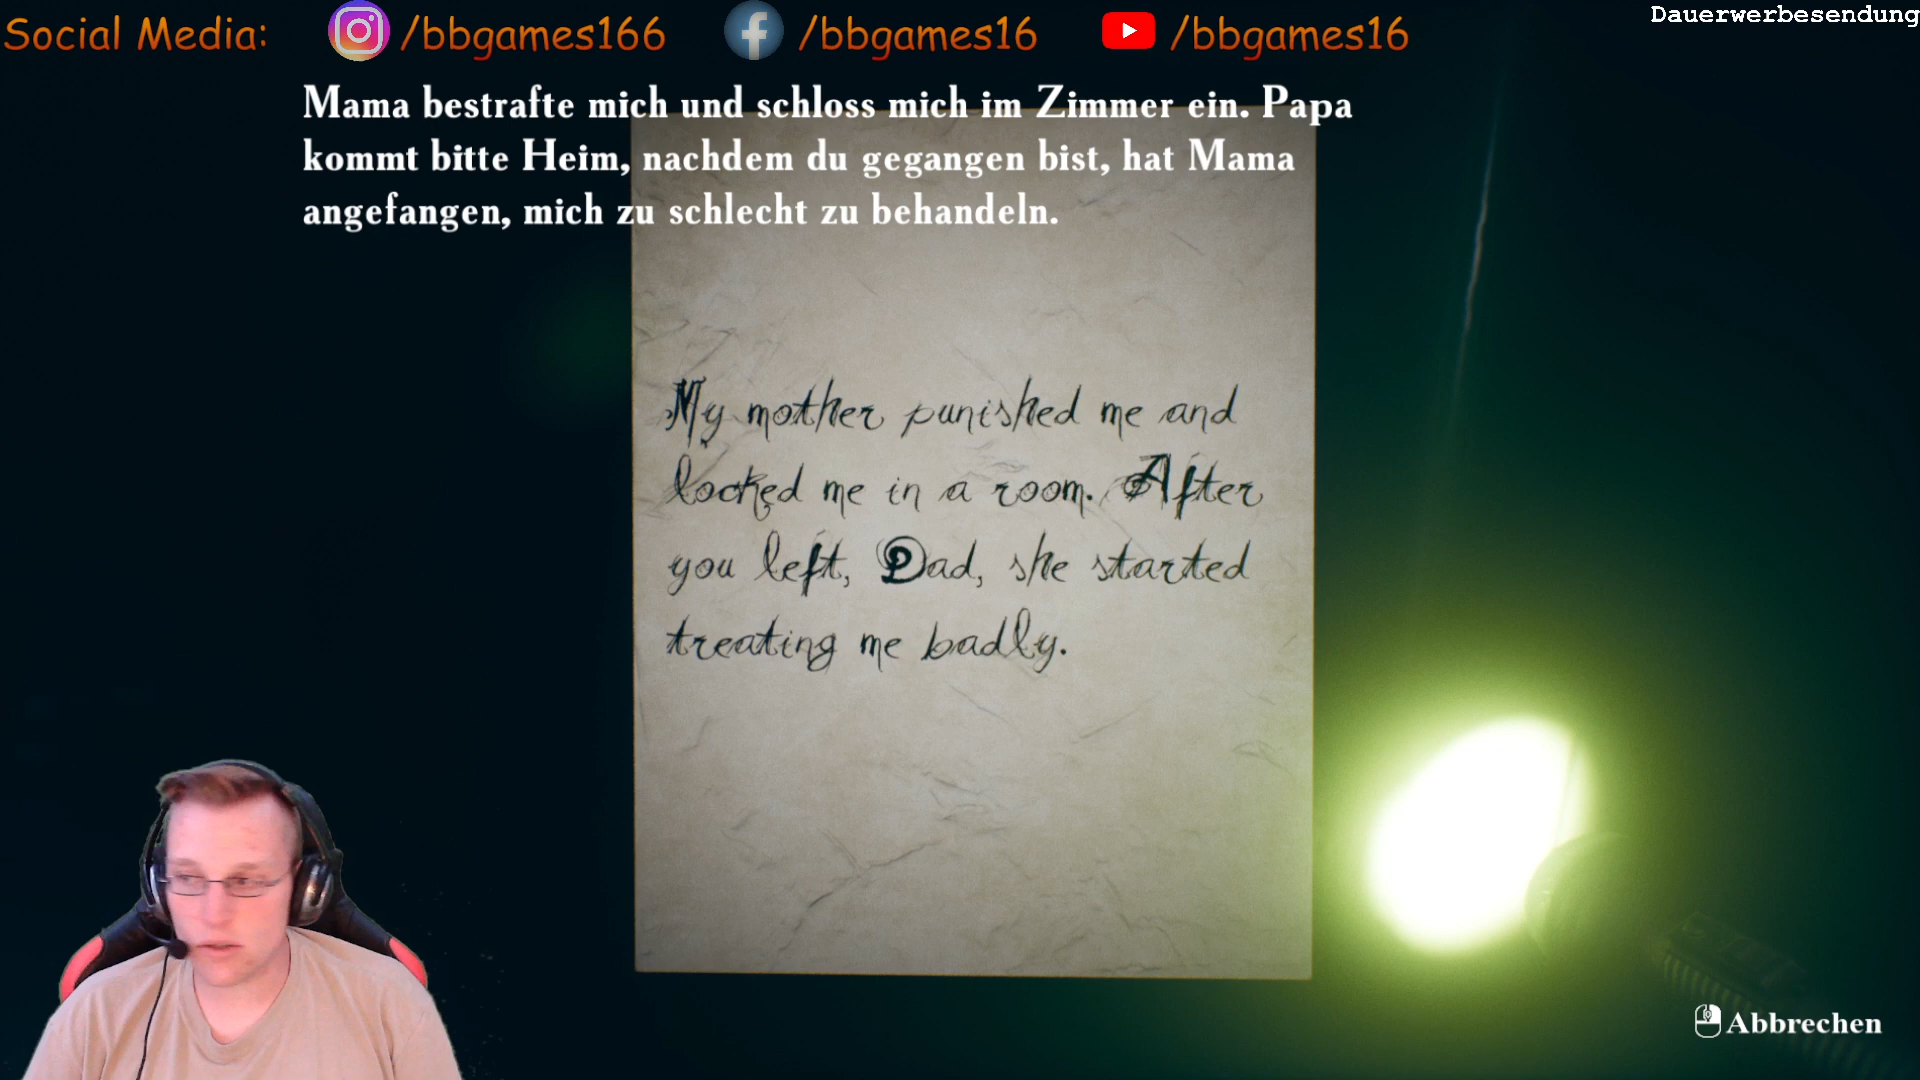 Social Media: /bbgames166 /bbgames16 /bbgames16
Dauerwerbesendung
Mama bestrafte mich und schloss mich im Zimmer ein. Papa
kommt bitte Heim, nachdem du gegangen bist, hat Mama
angefangen, mich zu schlecht zu behandeln.
My mother punished me and
locked me in a room. After
you left, Dad, she started
treating me badly.
Abbrechen